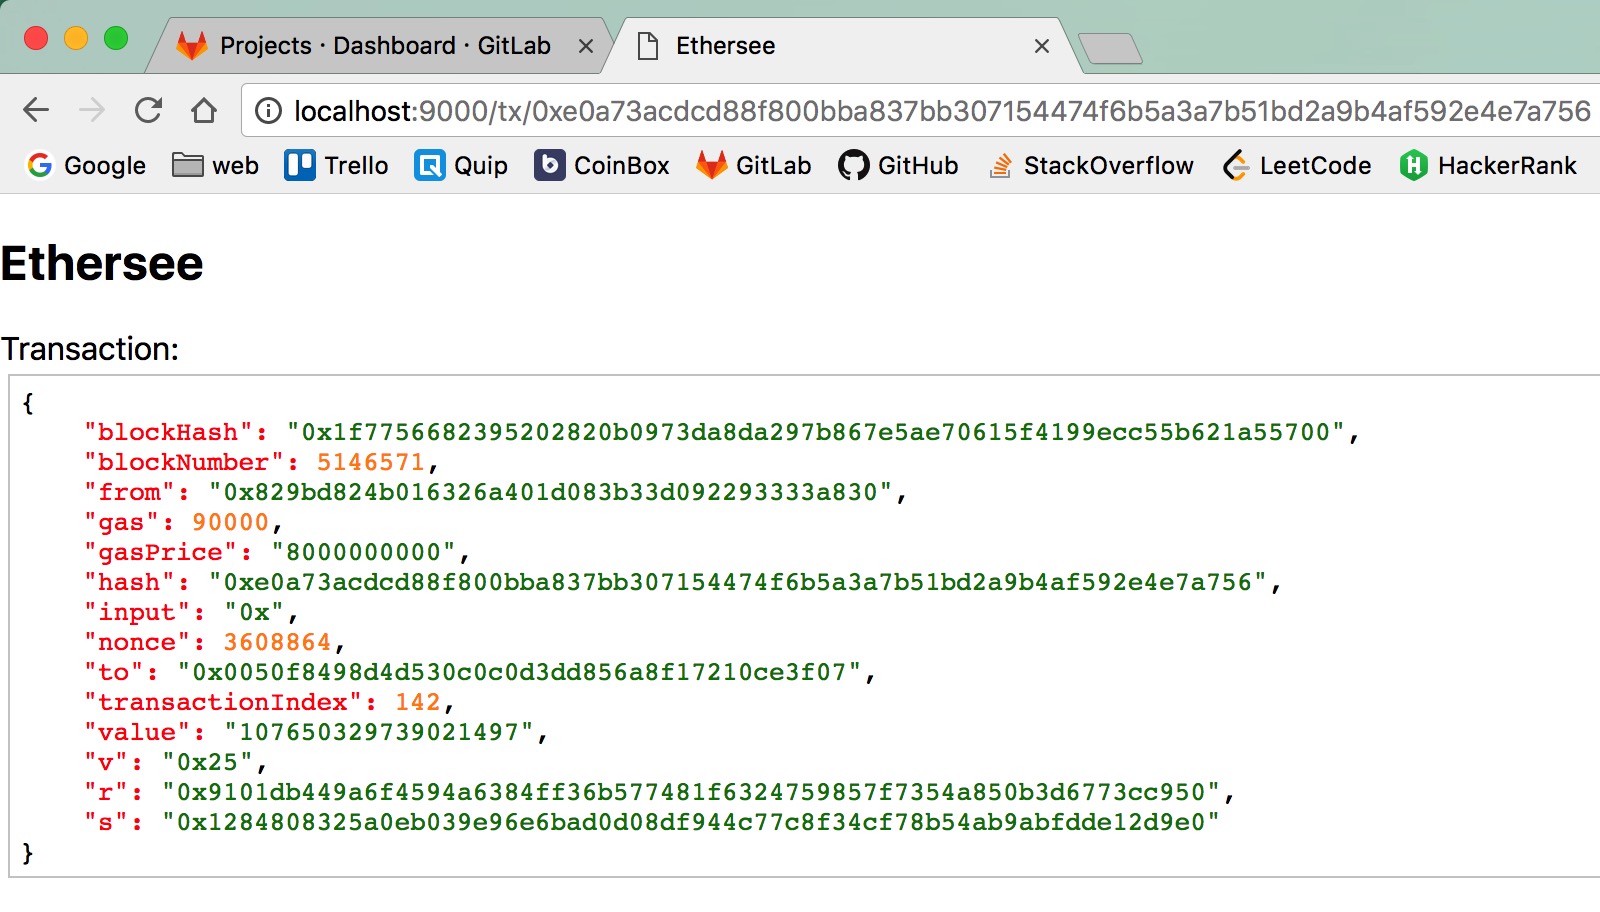 Projects · Dashboard · GitLab
Ethersee
localhost:9000/tx/0xe0a73acdcd88f800bba837bb307154474f6b5a3a7b51bd2a9b4af592e4e7a756
Google web Trello Quip CoinBox GitLab GitHub StackOverflow LeetCode HackerRank
Ethersee
Transaction:
{
"blockHash": "0x1f7756682395202820b0973da8da297b867e5ae70615f4199ecc55b621a55700",
"blockNumber": 5146571,
"from": "0x829bd824b016326a401d083b33d092293333a830",
"gas": 90000,
"gasPrice": "8000000000",
"hash": "0xe0a73acdcd88f800bba837bb307154474f6b5a3a7b51bd2a9b4af592e4e7a756",
"input": "0x",
"nonce": 3608864,
"to": "0x0050f8498d4d530c0c0d3dd856a8f17210ce3f07",
"transactionIndex": 142,
"value": "107650329739021497",
"v": "0x25",
"r": "0x9101db449a6f4594a6384ff36b577481f6324759857f7354a850b3d6773cc950",
"s": "0x1284808325a0eb039e96e6bad0d08df944c77c8f34cf78b54ab9abfdde12d9e0"
}